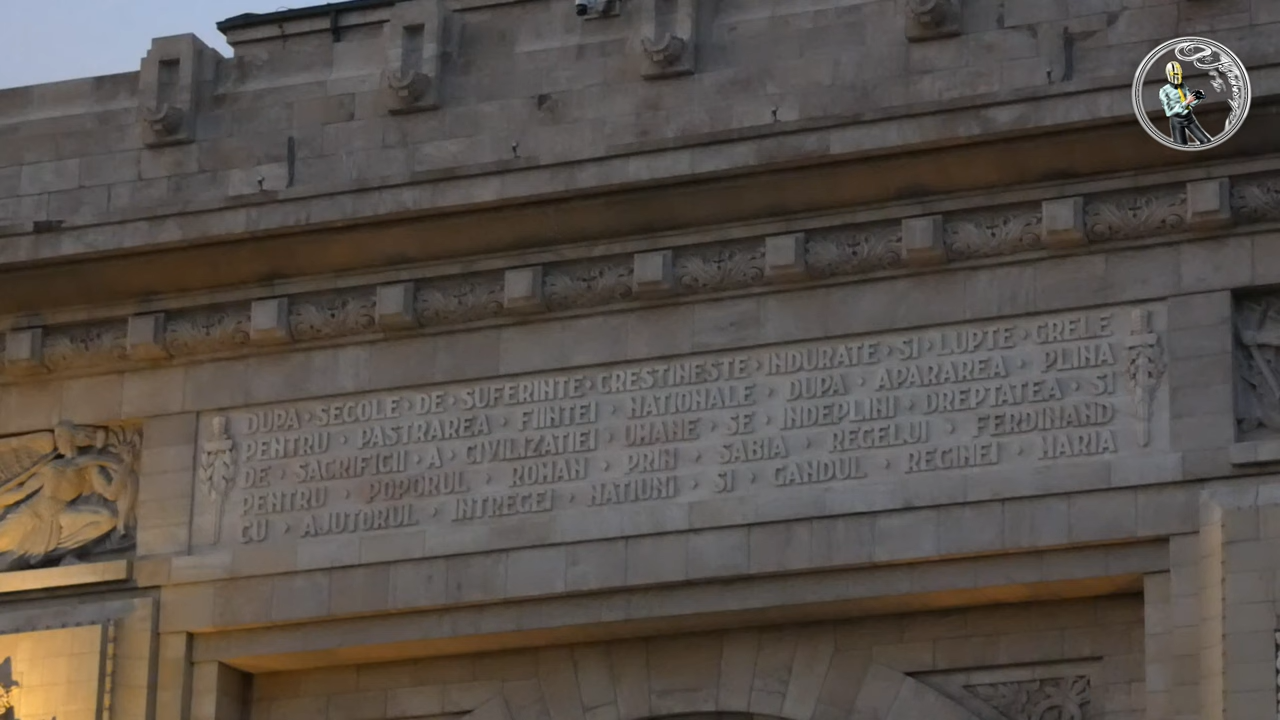 DUPA · SECOLE · DE · SUFERINTE · CRESTINESTE · INDURATE · SI · LUPTE · GRELE
PENTRU · PASTRAREA · FIINTEI · NATIONALE · DUPA · APARAREA · PLINA
DE · SACRIFICII · A · CIVILIZATIEI · UMANE · SE · INDEPLINI · DREPTATEA · SI
PENTRU · POPORUL · ROMAN · PRIN · SABIA · REGELUI · FERDINAND
CU · AJUTORUL · INTREGEI · NATIUNI · SI · GANDUL · REGINEI · MARIA